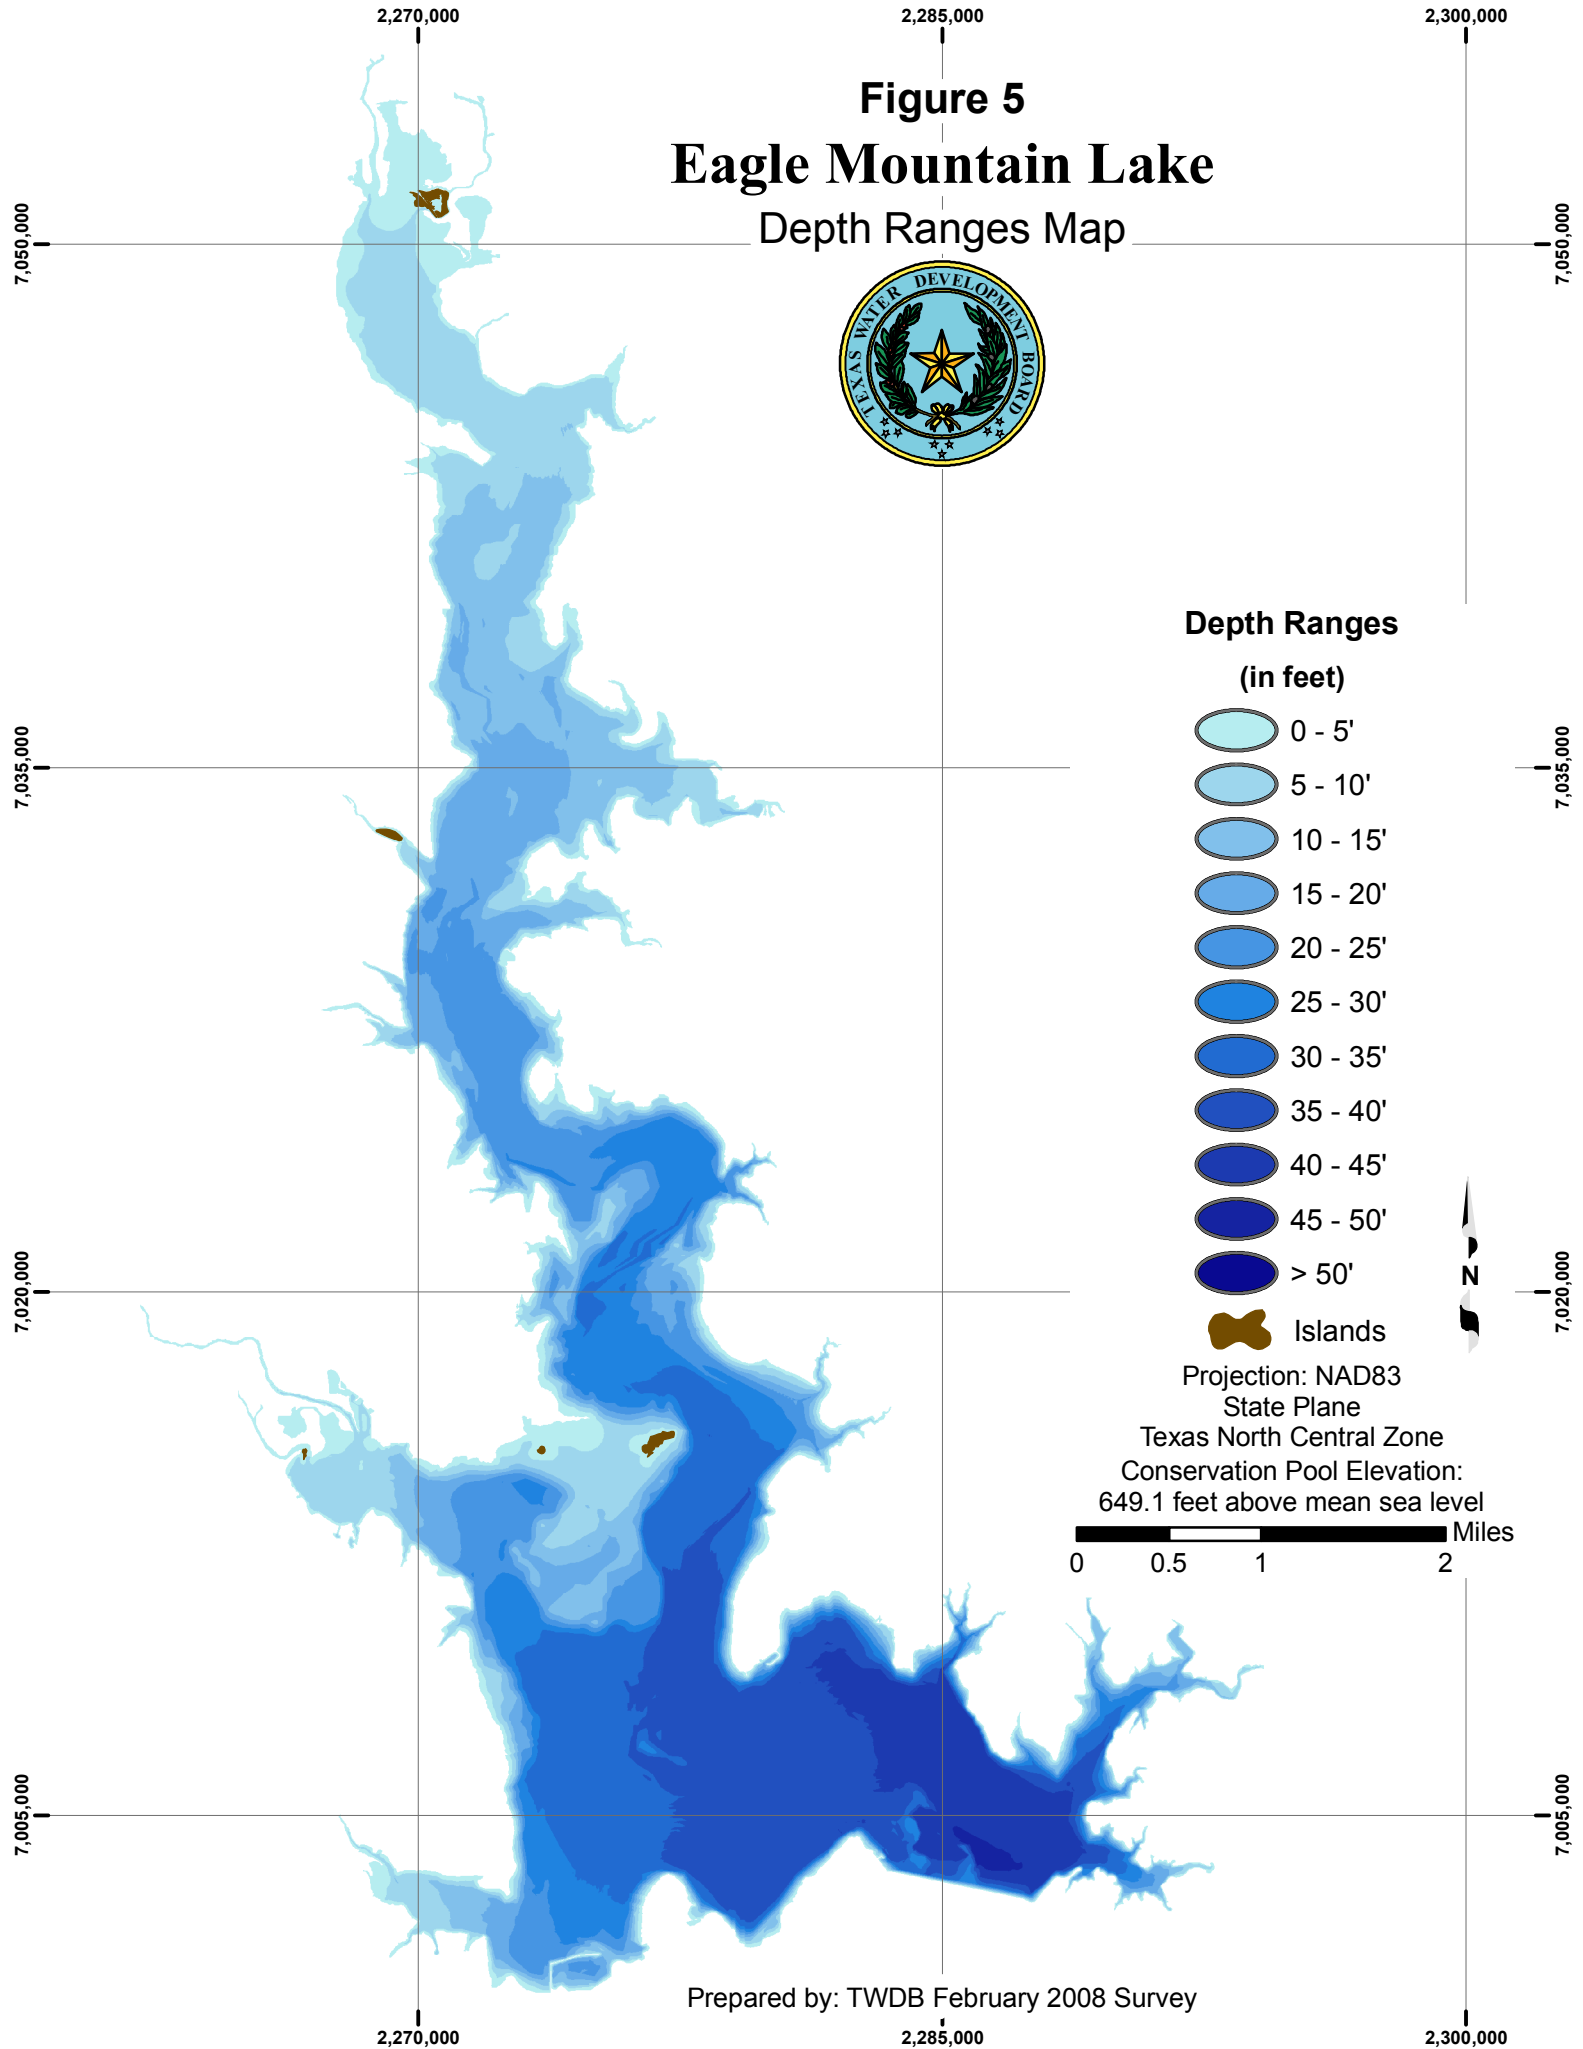 2,270,000
2,285,000
2,300,000
Figure 5
Eagle Mountain Lake
Depth Ranges Map
7,050,000
7,050,000
TEXAS WATER DEVELOPMENT BOARD
Depth Ranges
(in feet)
0 - 5'
5 - 10'
7,035,000
7,035,000
10 - 15'
15 - 20'
20 - 25'
25 - 30'
30 - 35'
35 - 40'
40 - 45'
45 - 50'
> 50'
N
7,020,000
7,020,000
Islands
Projection: NAD83
State Plane
Texas North Central Zone
Conservation Pool Elevation:
649.1 feet above mean sea level
Miles
0 0.5 1 2
7,005,000
7,005,000
Prepared by: TWDB February 2008 Survey
2,270,000
2,285,000
2,300,000